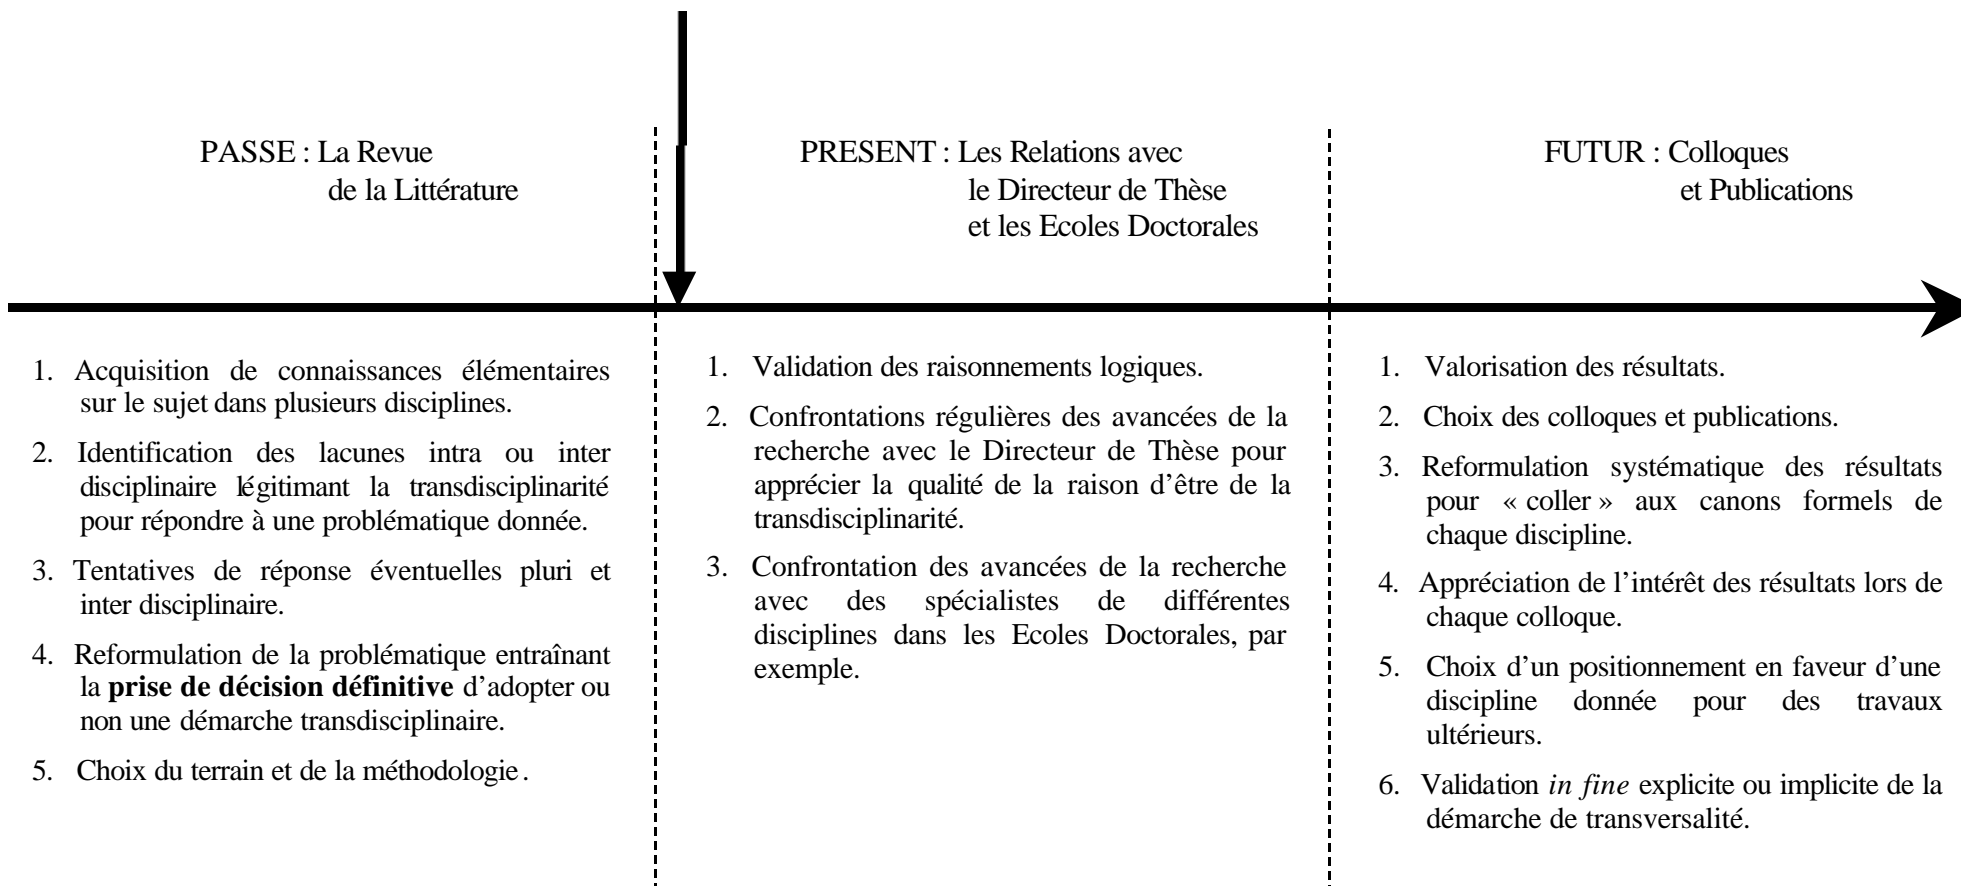 PASSE : La Revue
de la Littérature
PRESENT : Les Relations avec
le Directeur de Thèse
et les Ecoles Doctorales
FUTUR : Colloques
et Publications
1. Acquisition de connaissances élémentaires
sur le sujet dans plusieurs disciplines.
2. Identification des lacunes intra ou inter
disciplinaire légitimant la transdisciplinarité
pour répondre à une problématique donnée.
3. Tentatives de réponse éventuelles pluri et
inter disciplinaire.
4. Reformulation de la problématique entraînant
la prise de décision définitive d'adopter ou
non une démarche transdisciplinaire.
5. Choix du terrain et de la méthodologie.
1. Validation des raisonnements logiques.
2. Confrontations régulières des avancées de la
recherche avec le Directeur de Thèse pour
apprécier la qualité de la raison d'être de la
transdisciplinarité.
3. Confrontation des avancées de la recherche
avec des spécialistes de différentes
disciplines dans les Ecoles Doctorales, par
exemple.
1. Valorisation des résultats.
2. Choix des colloques et publications.
3. Reformulation systématique des résultats
pour « coller » aux canons formels de
chaque discipline.
4. Appréciation de l'intérêt des résultats lors de
chaque colloque.
5. Choix d'un positionnement en faveur d'une
discipline donnée pour des travaux
ultérieurs.
6. Validation in fine explicite ou implicite de la
démarche de transversalité.